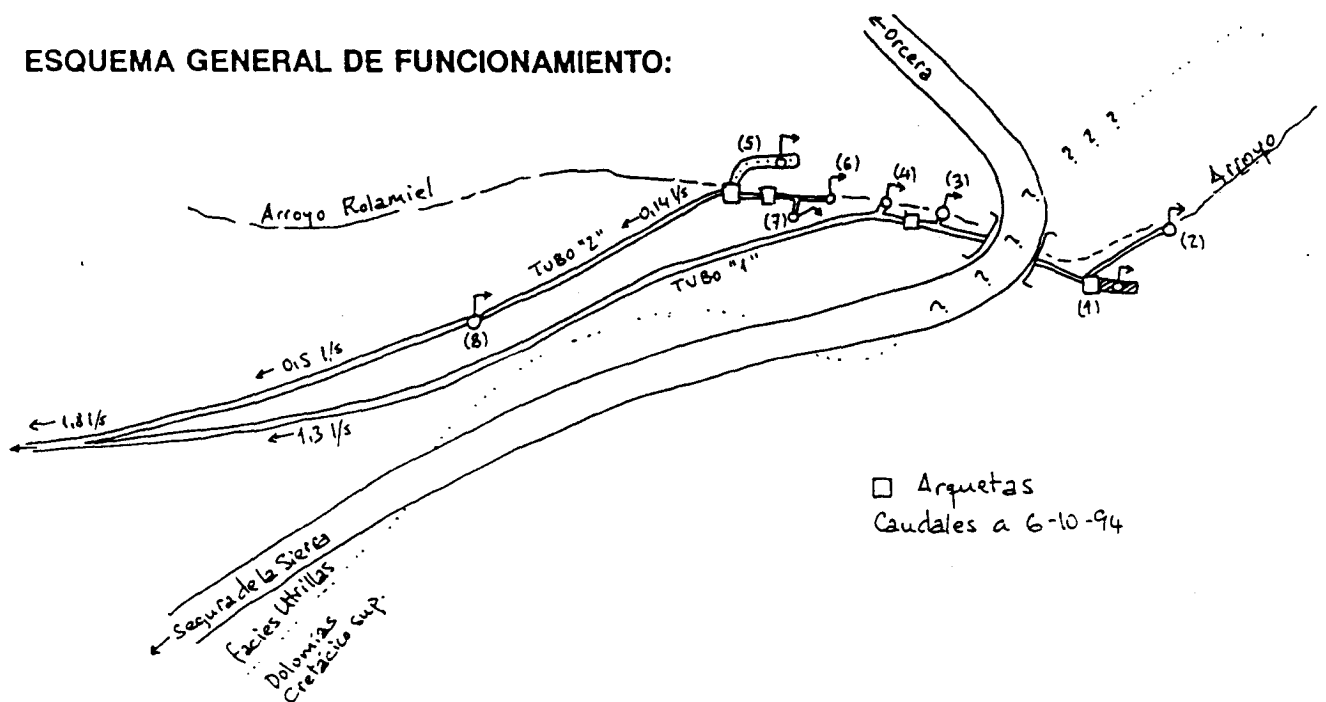 ESQUEMA GENERAL DE FUNCIONAMIENTO:
← Orcera
? ? ?
Arroyo
(5)
(6)
(4)
(3)
(2)
Arroyo Rolamiel
← 0,14 l/s
(7)
?
?
?
?
(1)
TUBO "2"
TUBO "1"
(8)
← 0,5 l/s
← 1,8 l/s
← 1,3 l/s
□ Arquetas
Caudales a 6-10-94
← Segura de la Sierra
facies Utrillas
Dolomías
Cretácico sup.